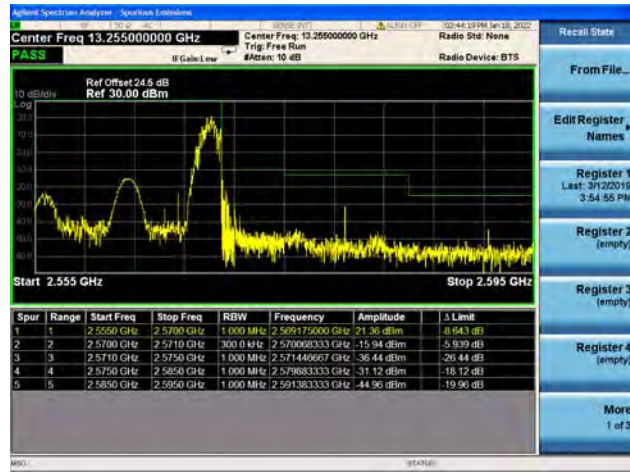 Agilent Spectrum Analyzer - Spurious Emissions
Center Freq 13.255000000 GHz
PASS
IFGain:Low
SENSE:INT
Center Freq: 13.255000000 GHz
Trig: Free Run
#Atten: 10 dB
ALIGN OFF
02:44:19 PM Jan 18, 2022
Radio Std: None
Radio Device: BTS
Ref Offset 24.5 dB
Ref 30.00 dBm
10 dB/div
Log
Start 2.555 GHz
Stop 2.595 GHz
Spur Range Start Freq Stop Freq RBW Frequency Amplitude Δ Limit
1 1 2.5550 GHz 2.5700 GHz 1.000 MHz 2.569175000 GHz 21.36 dBm -8.643 dB
2 2 2.5700 GHz 2.5710 GHz 300.0 kHz 2.570068333 GHz -15.94 dBm -5.939 dB
3 3 2.5710 GHz 2.5750 GHz 1.000 MHz 2.571446667 GHz -36.44 dBm -26.44 dB
4 4 2.5750 GHz 2.5850 GHz 1.000 MHz 2.579883333 GHz -31.12 dBm -18.12 dB
5 5 2.5850 GHz 2.5950 GHz 1.000 MHz 2.591383333 GHz -44.96 dBm -19.96 dB
MSG
STATUS
Recall State
From File...
Edit Register
Names
Register 1
Last: 3/12/2019
3:54:55 PM
Register 2
(empty)
Register 3
(empty)
Register 4
(empty)
More
1 of 3